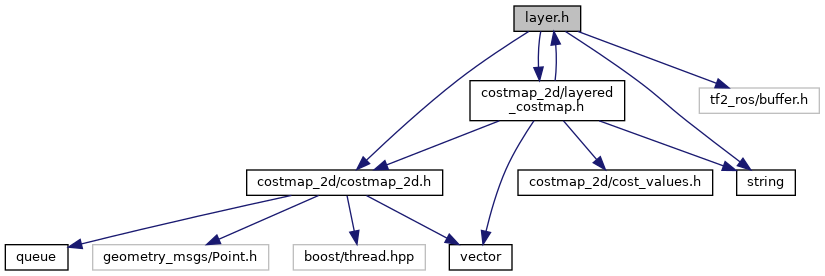 layer.h
costmap_2d/layered
_costmap.h
tf2_ros/buffer.h
costmap_2d/costmap_2d.h
costmap_2d/cost_values.h
string
queue
geometry_msgs/Point.h
boost/thread.hpp
vector